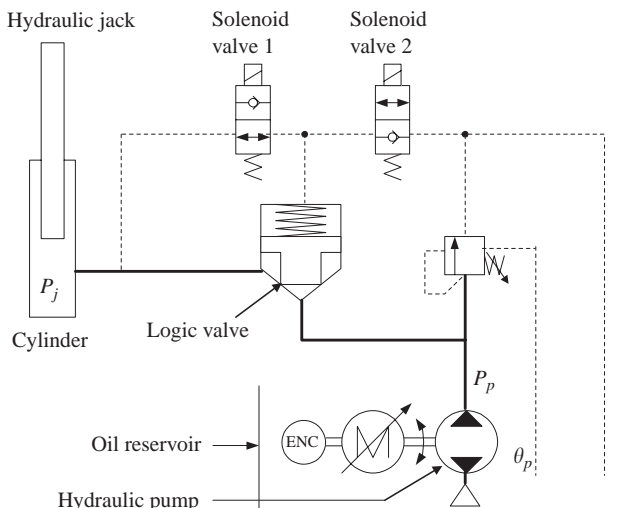 Hydraulic jack
Solenoid
valve 1
Solenoid
valve 2
P_j
Cylinder
Logic valve
P_p
Oil reservoir
ENC
M
θ_p
Hydraulic pump